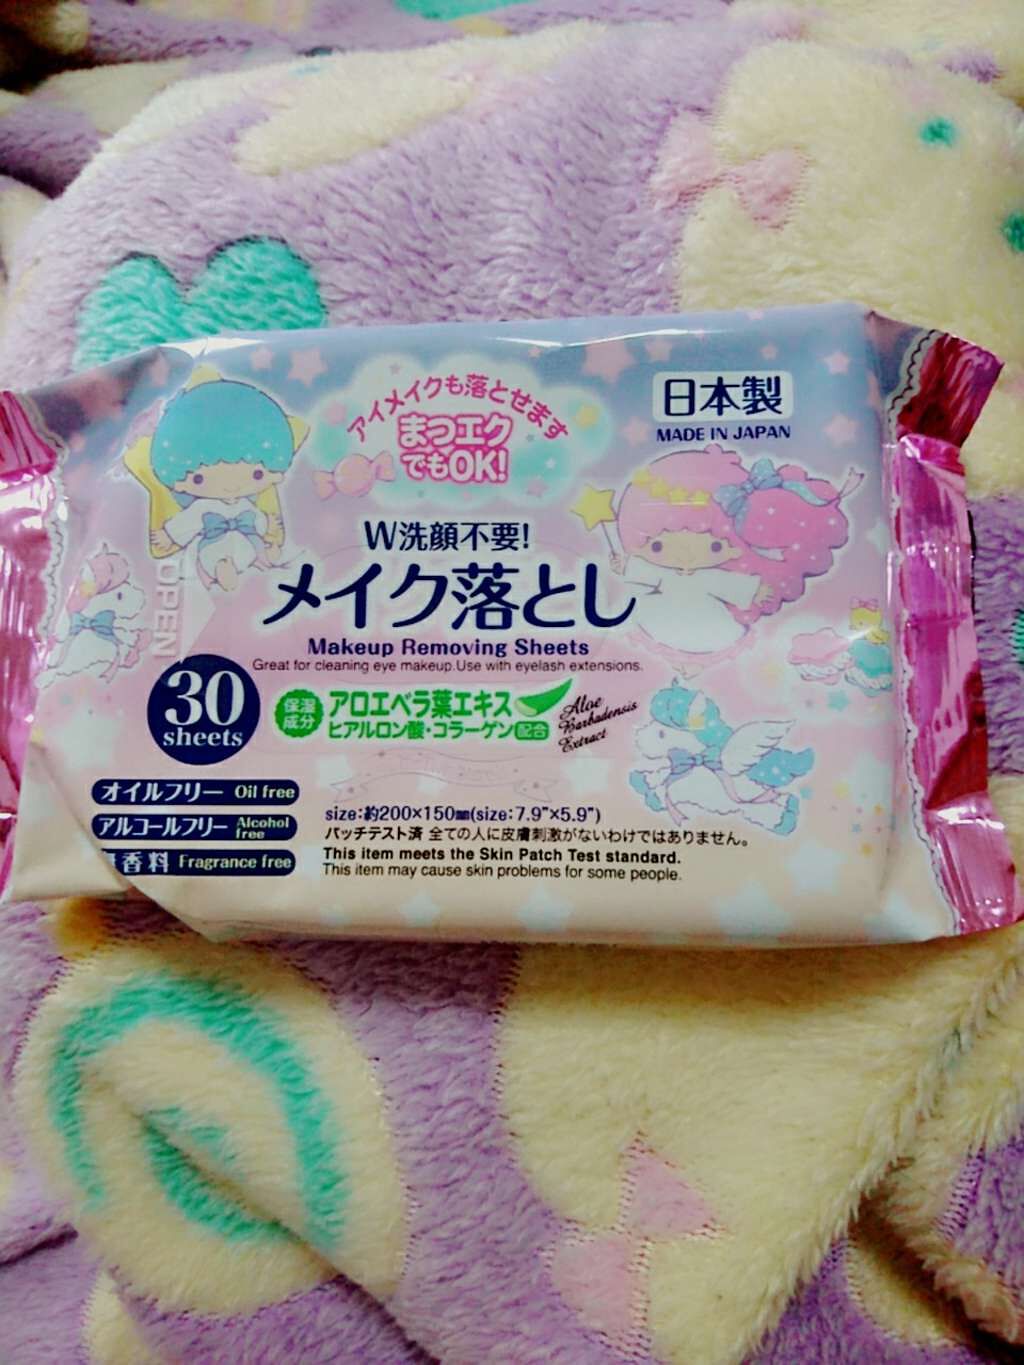 アイメイクも落とせます
まつエク
でもOK!
日本製
MADE IN JAPAN
W洗顔不要!
メイク落とし
Makeup Removing Sheets
Great for cleaning eye makeup.Use with eyelash extensions.
OPEN
30
sheets
保湿
成分
アロエベラ葉エキス
ヒアルロン酸・コラーゲン配合
Aloe
Barbadensis
Extract
オイルフリー Oil free
アルコールフリー Alcohol free
香料 Fragrance free
size:約200×150㎜(size:7.9"×5.9")
パッチテスト済 全ての人に皮膚刺激がないわけではありません。
This item meets the Skin Patch Test standard.
This item may cause skin problems for some people.